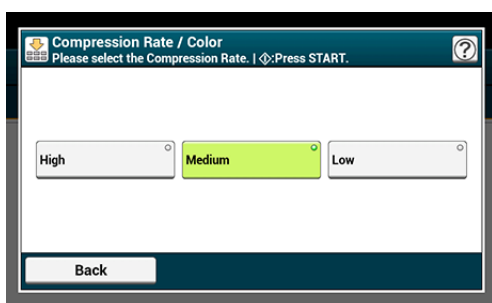 Compression Rate / Color
Please select the Compression Rate. | :Press START.
?
High
Medium
Low
Back